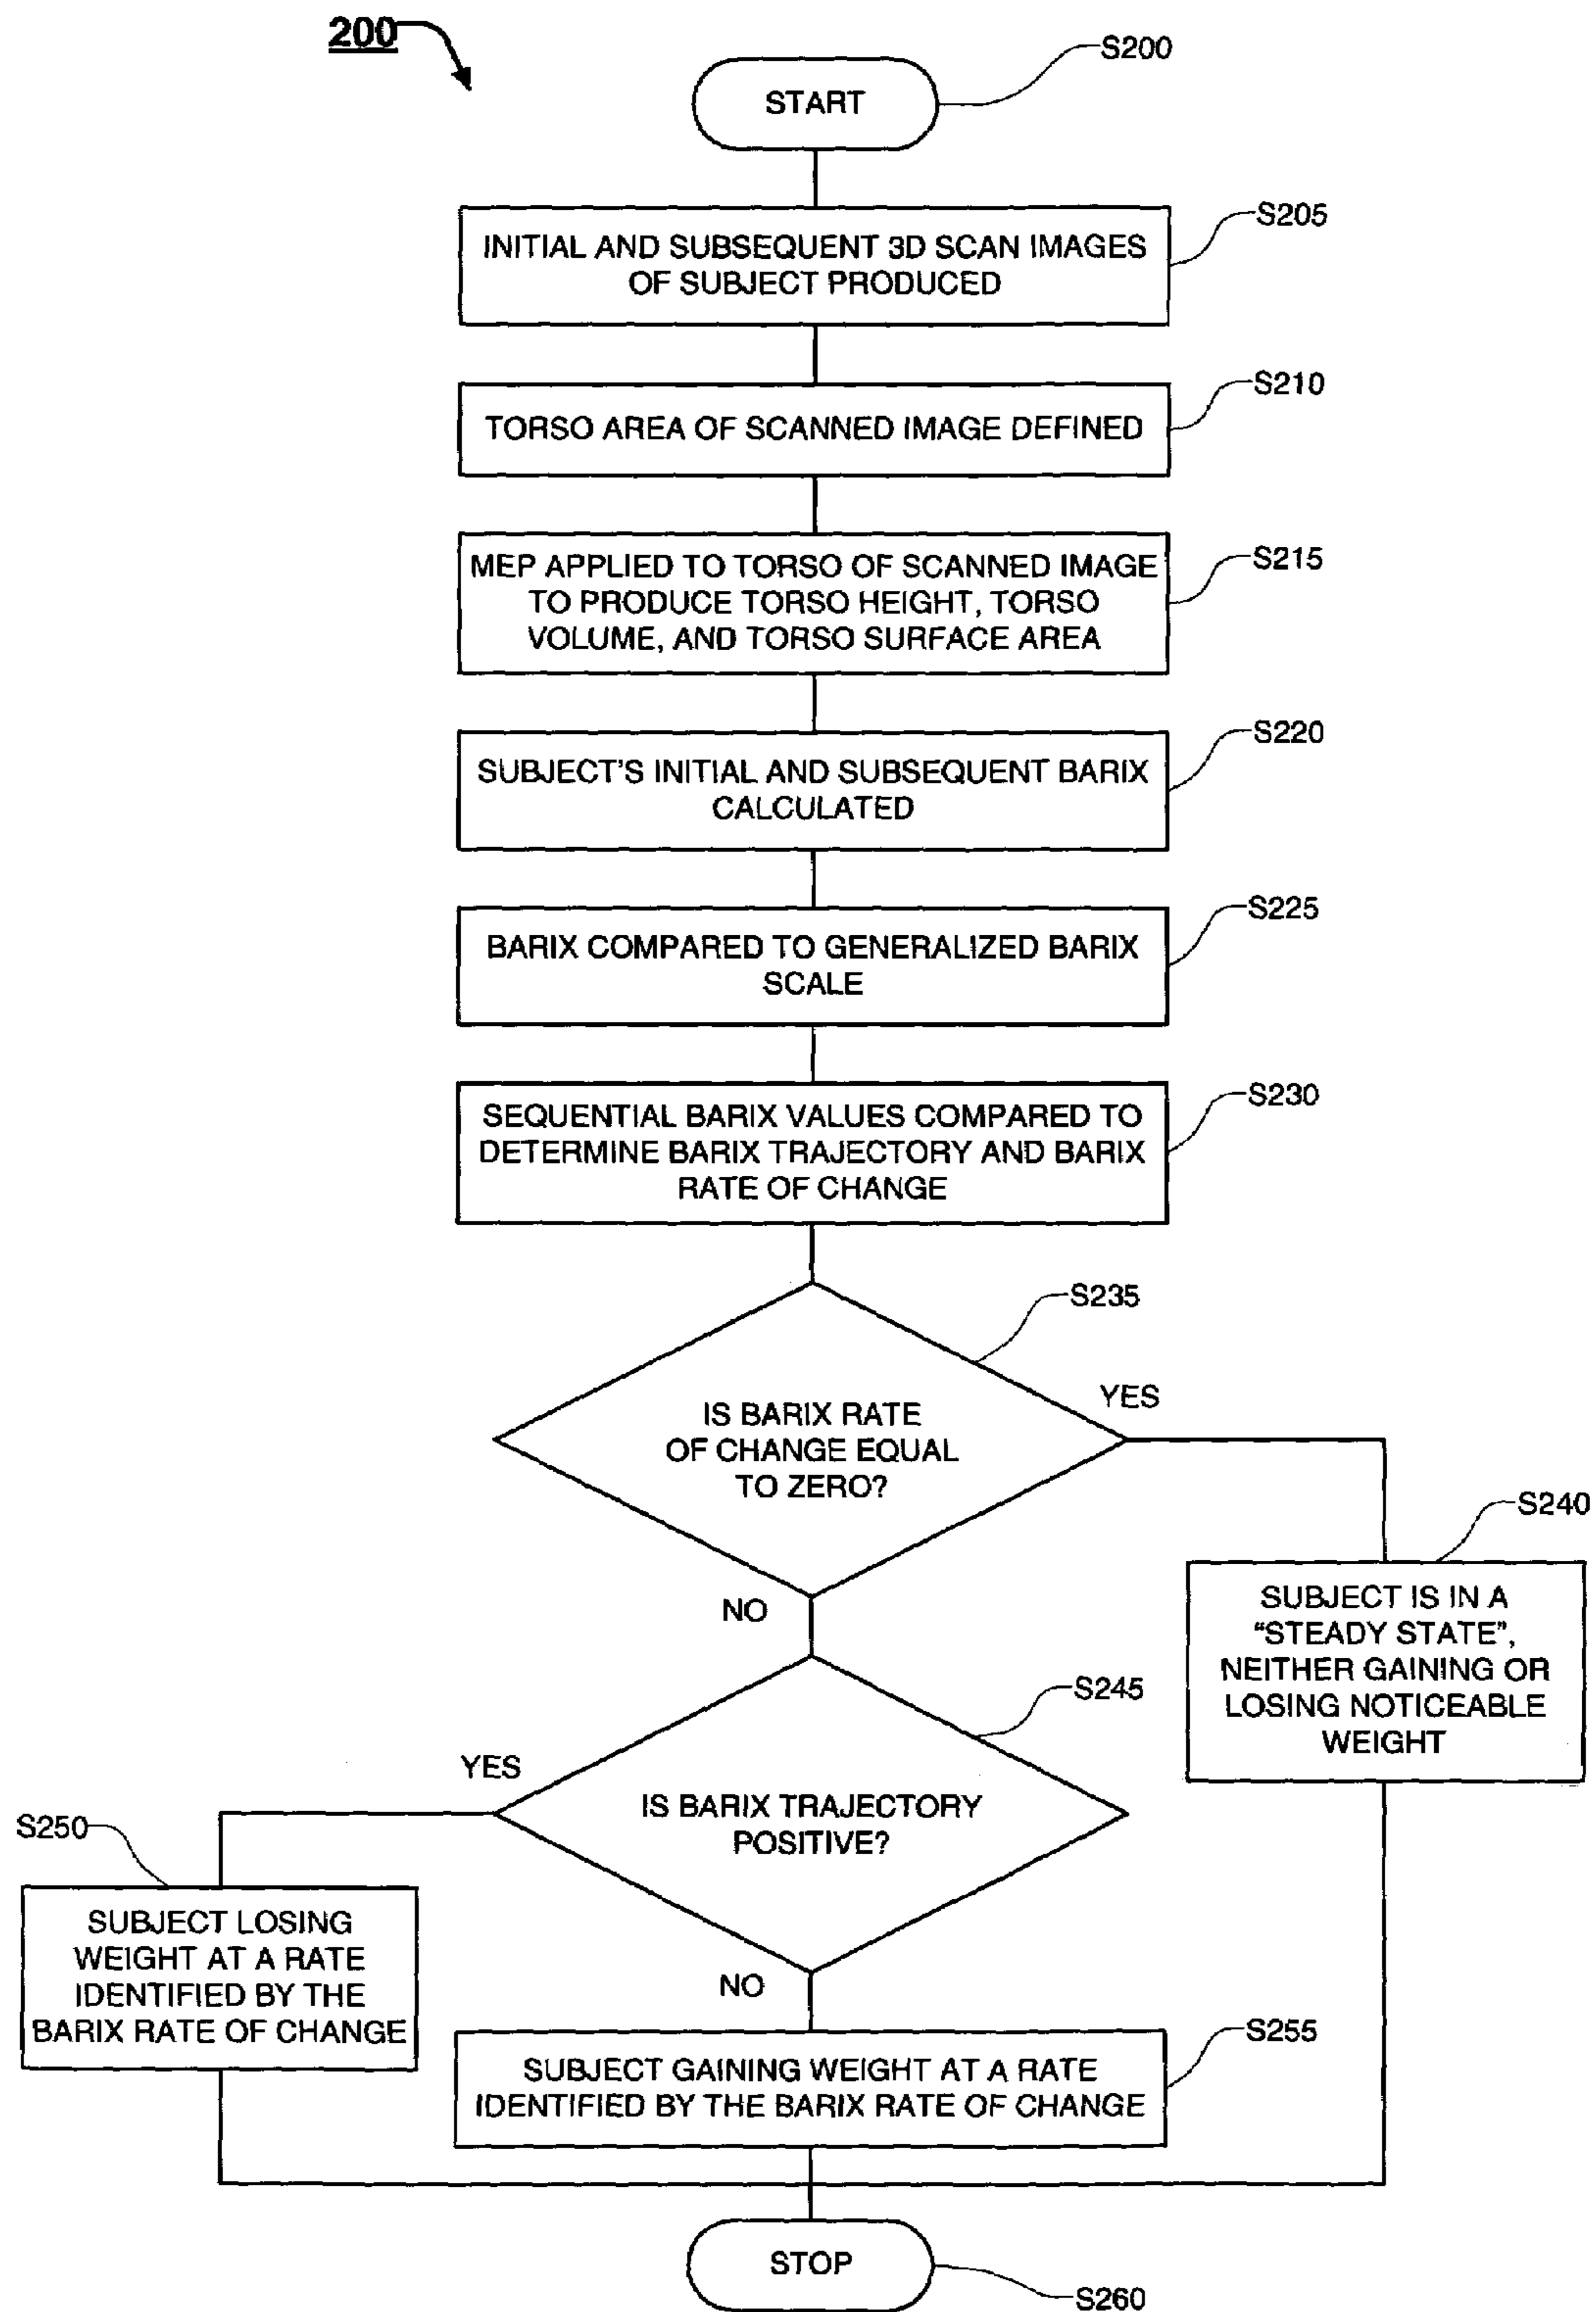 200
S200
START
S205
INITIAL AND SUBSEQUENT 3D SCAN IMAGES
OF SUBJECT PRODUCED
S210
TORSO AREA OF SCANNED IMAGE DEFINED
S215
MEP APPLIED TO TORSO OF SCANNED IMAGE
TO PRODUCE TORSO HEIGHT, TORSO
VOLUME, AND TORSO SURFACE AREA
S220
SUBJECT'S INITIAL AND SUBSEQUENT BARIX
CALCULATED
S225
BARIX COMPARED TO GENERALIZED BARIX
SCALE
S230
SEQUENTIAL BARIX VALUES COMPARED TO
DETERMINE BARIX TRAJECTORY AND BARIX
RATE OF CHANGE
S235
YES
IS BARIX RATE
OF CHANGE EQUAL
TO ZERO?
S240
NO
SUBJECT IS IN A
“STEADY STATE”,
NEITHER GAINING OR
LOSING NOTICEABLE
WEIGHT
S245
YES
IS BARIX TRAJECTORY
POSITIVE?
S250
SUBJECT LOSING
WEIGHT AT A RATE
IDENTIFIED BY THE
BARIX RATE OF CHANGE
NO
S255
SUBJECT GAINING WEIGHT AT A RATE
IDENTIFIED BY THE BARIX RATE OF CHANGE
STOP
S260